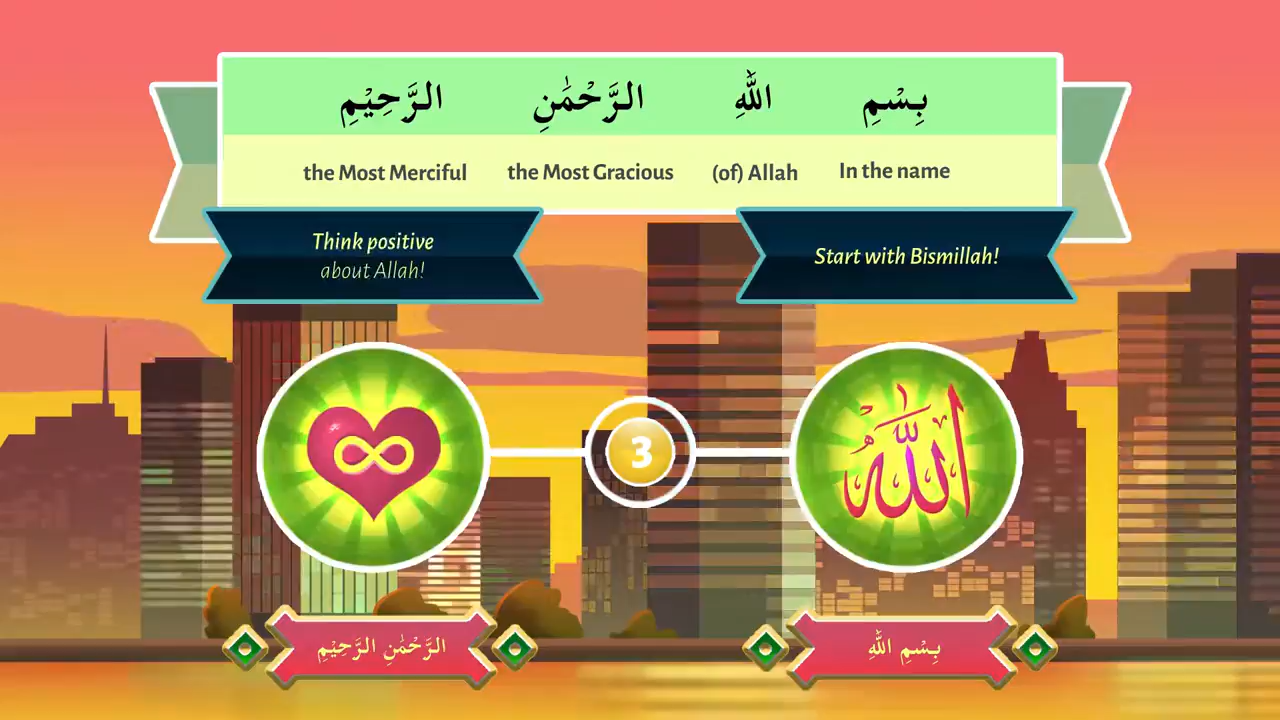 بِسْمِ اللّٰهِ الرَّحْمٰنِ الرَّحِيْمِ
the Most Merciful the Most Gracious (of) Allah In the name
Think positive
about Allah!
Start with Bismillah!
3
اللّٰه
الرَّحْمٰنِ الرَّحِيْمِ
بِسْمِ اللّٰهِ